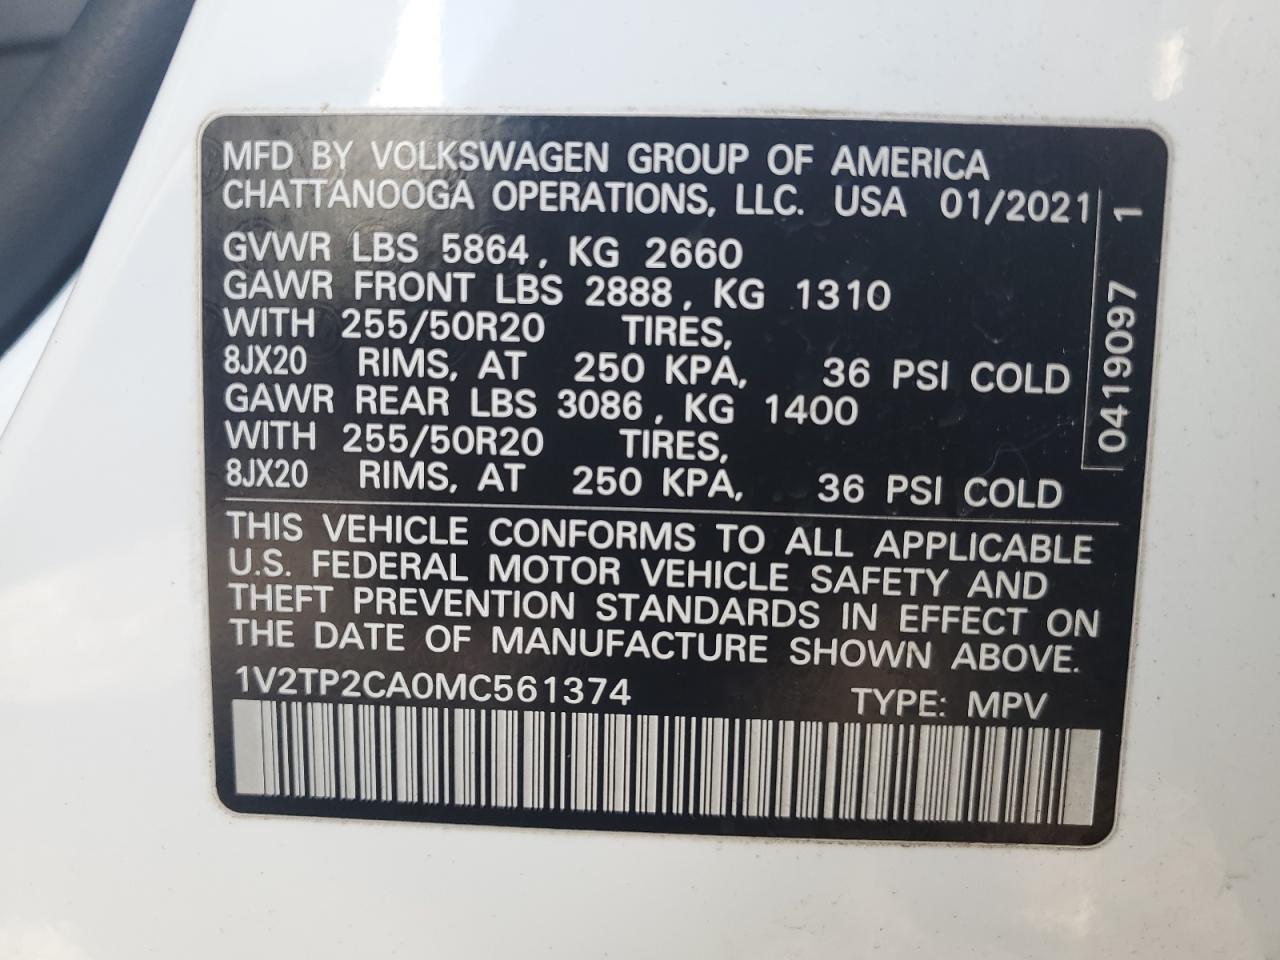 MFD BY VOLKSWAGEN GROUP OF AMERICA
CHATTANOOGA OPERATIONS, LLC. USA 01/2021
GVWR LBS 5864, KG 2660
GAWR FRONT LBS 2888, KG 1310
WITH 255/50R20 TIRES,
8JX20 RIMS, AT 250 KPA, 36 PSI COLD
GAWR REAR LBS 3086, KG 1400
WITH 255/50R20 TIRES,
8JX20 RIMS, AT 250 KPA, 36 PSI COLD
THIS VEHICLE CONFORMS TO ALL APPLICABLE
U.S. FEDERAL MOTOR VEHICLE SAFETY AND
THEFT PREVENTION STANDARDS IN EFFECT ON
THE DATE OF MANUFACTURE SHOWN ABOVE.
1V2TP2CA0MC561374 TYPE: MPV
0419097 1